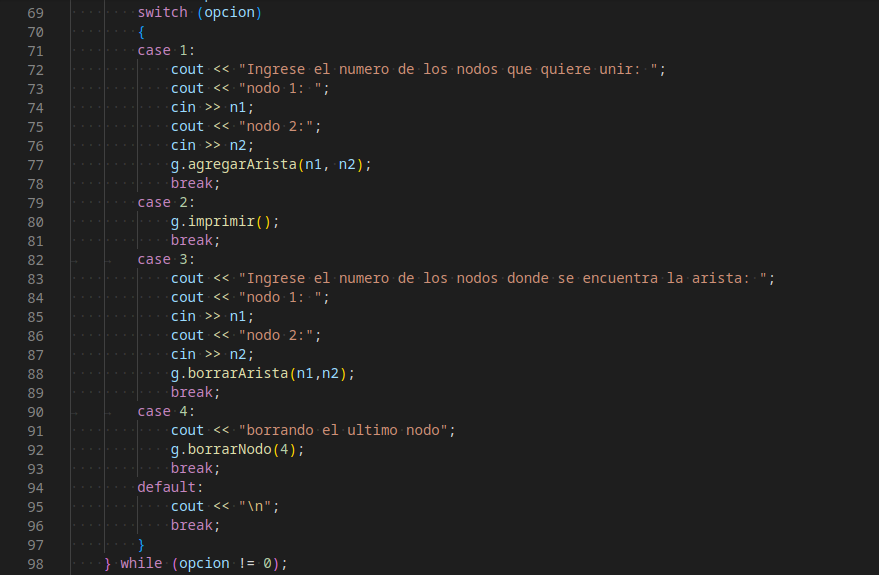 69 switch (opcion)
70 {
71 case 1:
72 cout << "Ingrese el numero de los nodos que quiere unir: ";
73 cout << "nodo 1: ";
74 cin >> n1;
75 cout << "nodo 2:";
76 cin >> n2;
77 g.agregarArista(n1, n2);
78 break;
79 case 2:
80 g.imprimir();
81 break;
82 case 3:
83 cout << "Ingrese el numero de los nodos donde se encuentra la arista: ";
84 cout << "nodo 1: ";
85 cin >> n1;
86 cout << "nodo 2:";
87 cin >> n2;
88 g.borrarArista(n1,n2);
89 break;
90 case 4:
91 cout << "borrando el ultimo nodo";
92 g.borrarNodo(4);
93 break;
94 default:
95 cout << "\n";
96 break;
97 }
98 } while (opcion != 0);